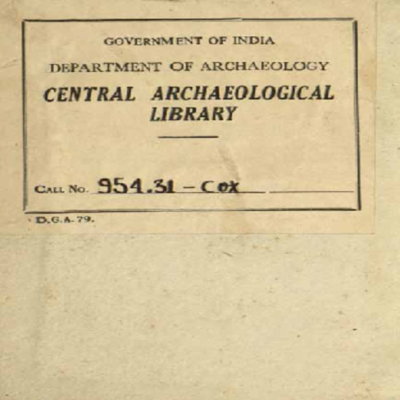 GOVERNMENT OF INDIA
DEPARTMENT OF ARCHAEOLOGY
CENTRAL ARCHAEOLOGICAL
LIBRARY
CALL No. 954.31 - Cox
D.G.A. 79.